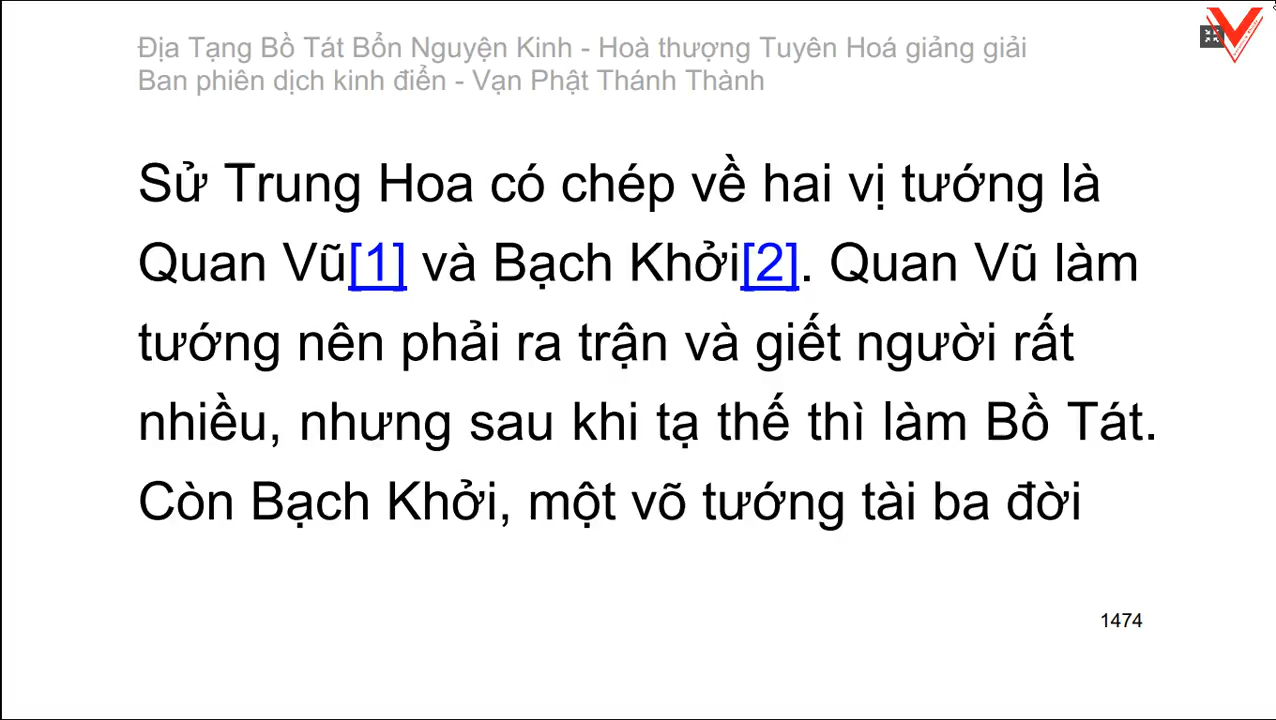 Địa Tạng Bồ Tát Bổn Nguyện Kinh - Hoà thượng Tuyên Hoá giảng giải
Ban phiên dịch kinh điển - Vạn Phật Thánh Thành
Sử Trung Hoa có chép về hai vị tướng là
Quan Vũ[1] và Bạch Khởi[2]. Quan Vũ làm
tướng nên phải ra trận và giết người rất
nhiều, nhưng sau khi tạ thế thì làm Bồ Tát.
Còn Bạch Khởi, một võ tướng tài ba đời
1474